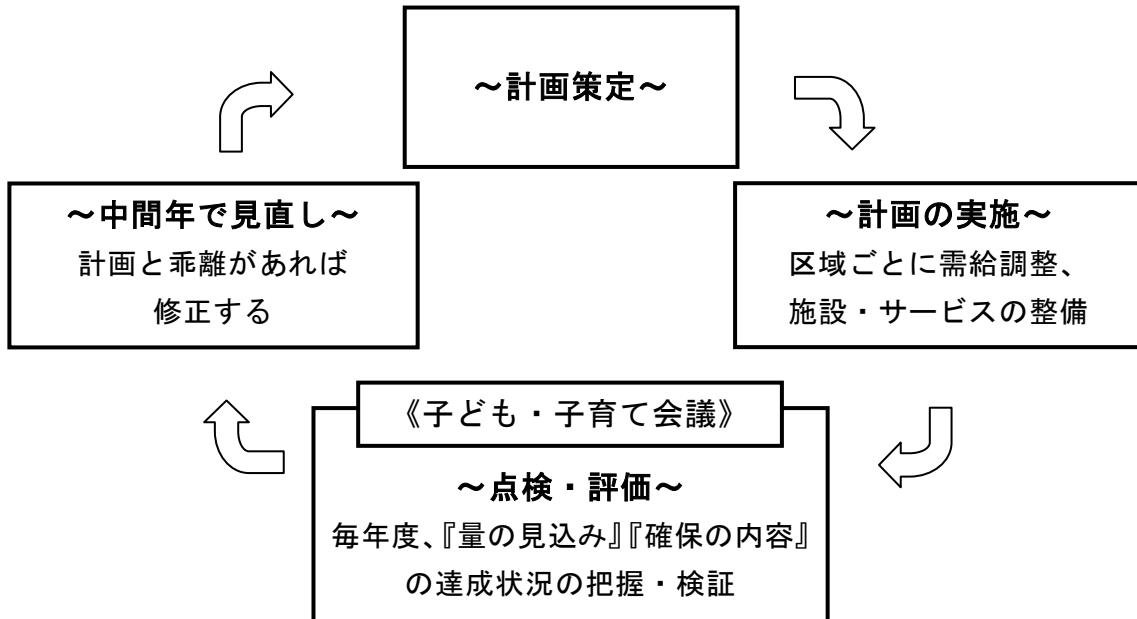 ～計画策定～
～中間年で見直し～
計画と乖離があれば
修正する
～計画の実施～
区域ごとに需給調整、
施設・サービスの整備
《子ども・子育て会議》
～点検・評価～
毎年度、『量の見込み』『確保の内容』
の達成状況の把握・検証